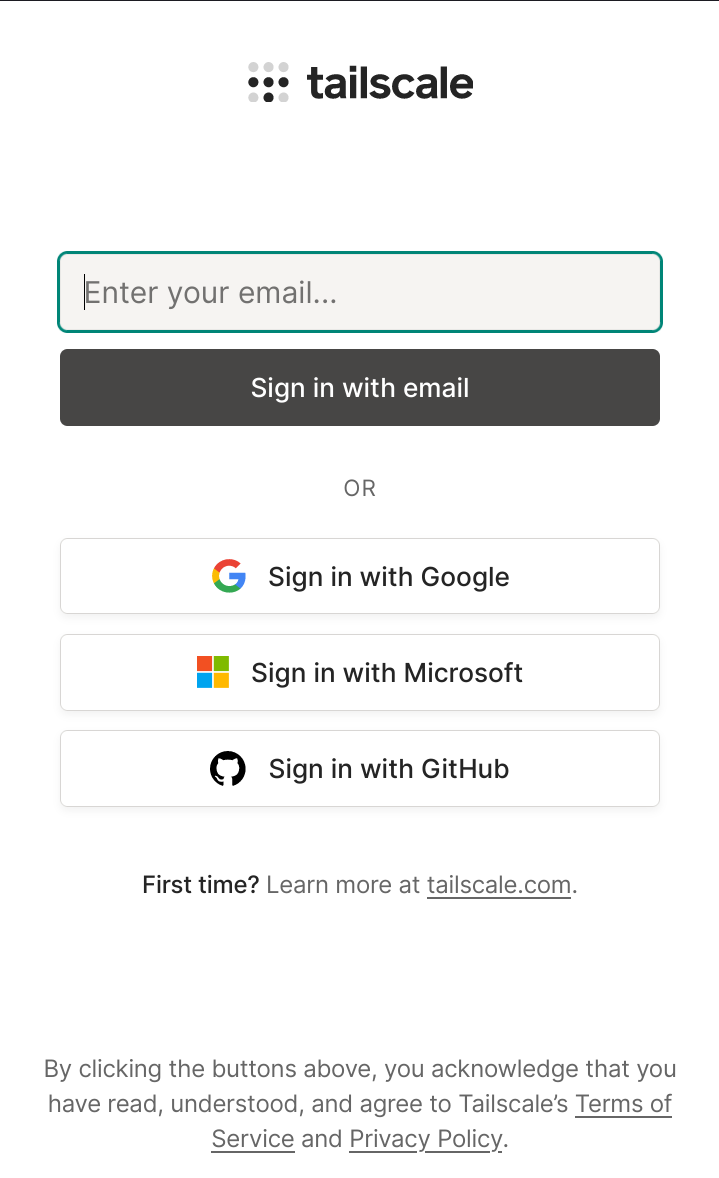 tailscale
Enter your email...
Sign in with email
OR
Sign in with Google
Sign in with Microsoft
Sign in with GitHub
First time? Learn more at tailscale.com.
By clicking the buttons above, you acknowledge that you
have read, understood, and agree to Tailscale’s Terms of
Service and Privacy Policy.